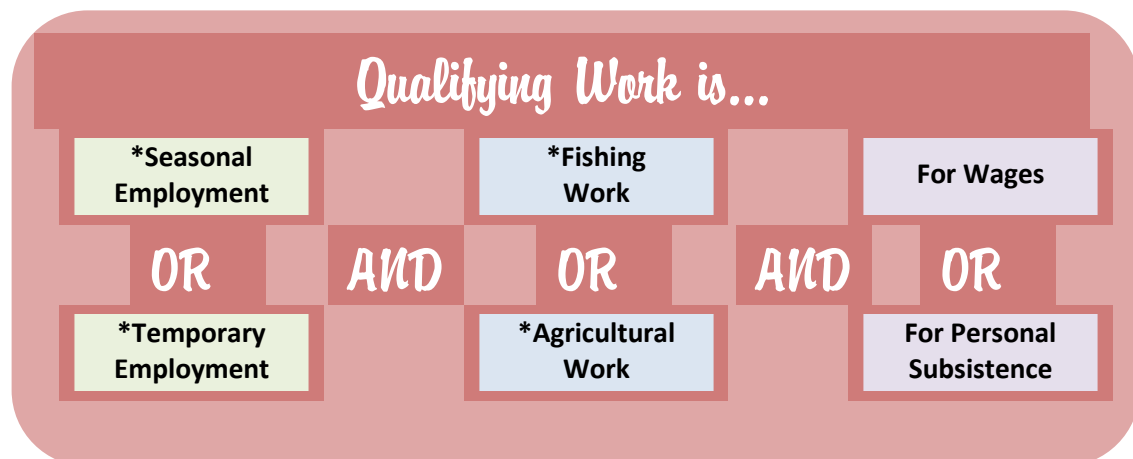 Qualifying Work is...
*Seasonal
Employment
*Fishing
Work
For Wages
OR AND OR AND OR
*Temporary
Employment
*Agricultural
Work
For Personal
Subsistence